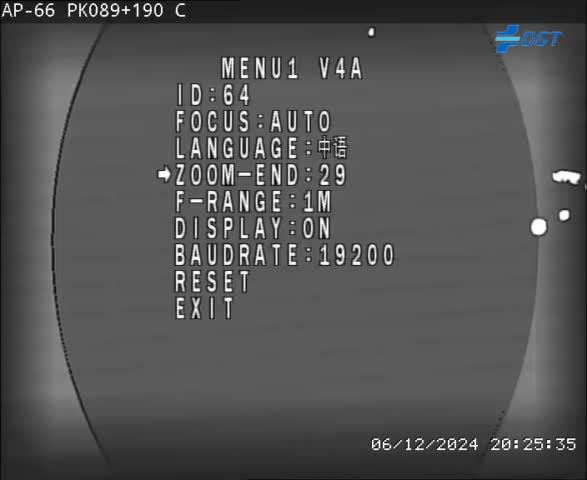 AP-66 PK089+190 C
DGT
MENU1 V4A
ID:64
FOCUS:AUTO
LANGUAGE:中语
ZOOM-END:29
F-RANGE:1M
DISPLAY:ON
BAUDRATE:19200
RESET
EXIT
06/12/2024 20:25:35